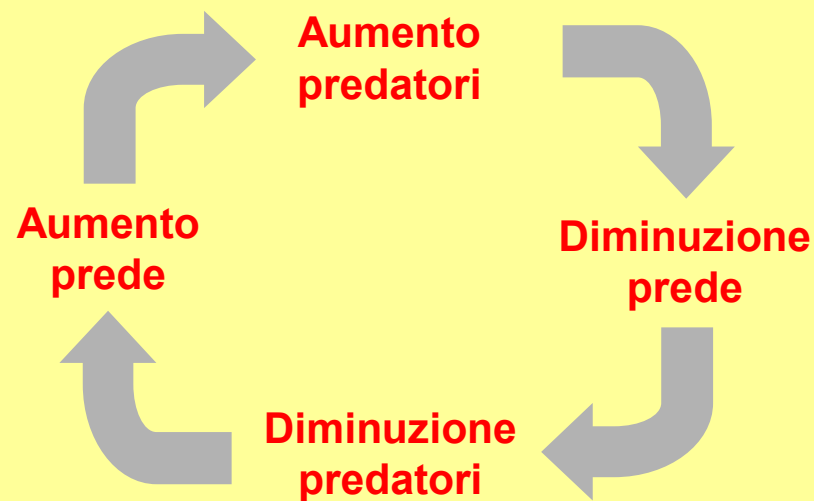 Aumento
predatori
Aumento
prede
Diminuzione
prede
Diminuzione
predatori